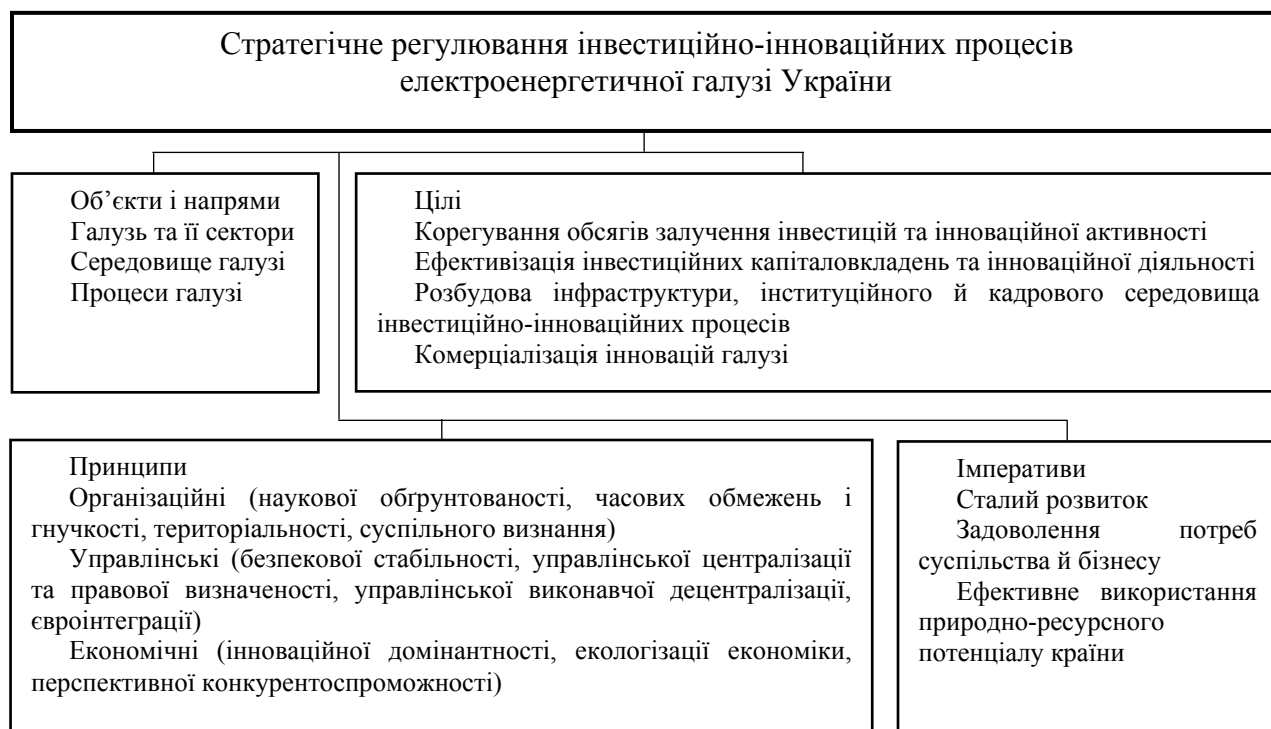 Стратегічне регулювання інвестиційно-інноваційних процесів
електроенергетичної галузі України
Об’єкти і напрями
Галузь та її сектори
Середовище галузі
Процеси галузі
Цілі
Корегування обсягів залучення інвестицій та інноваційної активності
Ефективізація інвестиційних капіталовкладень та інноваційної діяльності
Розбудова інфраструктури, інституційного й кадрового середовища
інвестиційно-інноваційних процесів
Комерціалізація інновацій галузі
Принципи
Організаційні (наукової обґрунтованості, часових обмежень і
гнучкості, територіальності, суспільного визнання)
Управлінські (безпекової стабільності, управлінської централізації
та правової визначеності, управлінської виконавчої децентралізації,
євроінтеграції)
Економічні (інноваційної домінантності, екологізації економіки,
перспективної конкурентоспроможності)
Імперативи
Сталий розвиток
Задоволення потреб
суспільства й бізнесу
Ефективне використання
природно-ресурсного
потенціалу країни